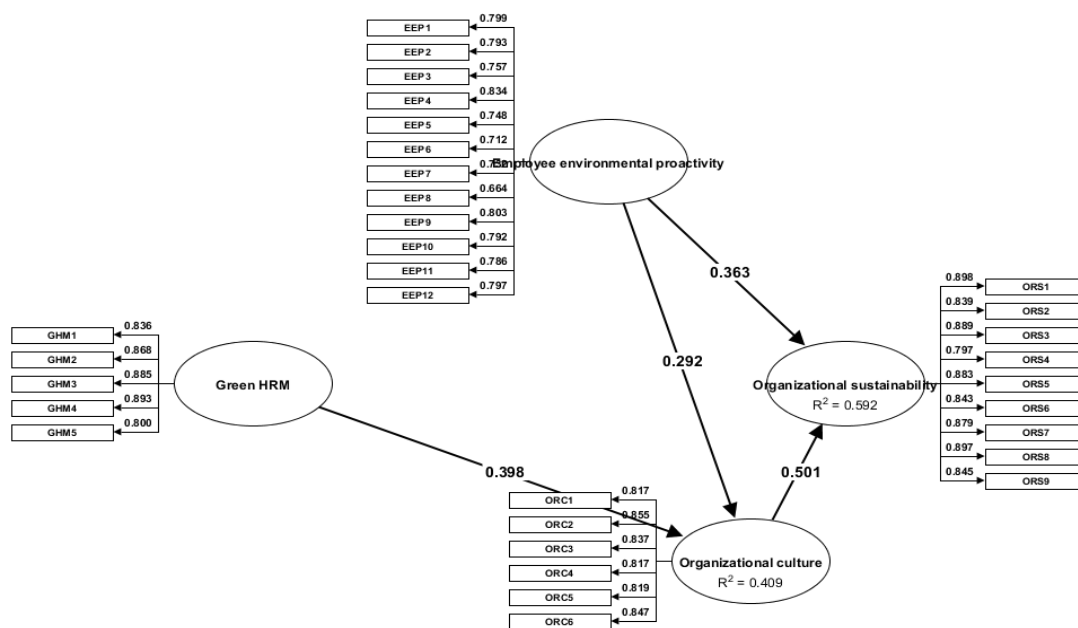 EEP1 0.799
EEP2 0.793
EEP3 0.757
EEP4 0.834
EEP5 0.748
EEP6 0.712
EEP7
EEP8 0.664
EEP9 0.803
EEP10 0.792
EEP11 0.786
EEP12 0.797
Employee environmental proactivity
0.363
0.292
GHM1 0.836
GHM2 0.868
GHM3 0.885
GHM4 0.893
GHM5 0.800
Green HRM
0.398
0.898 ORS1
0.839 ORS2
0.889 ORS3
0.797 ORS4
0.883 ORS5
0.843 ORS6
0.879 ORS7
0.897 ORS8
0.845 ORS9
Organizational sustainability
R² = 0.592
0.501
ORC1 0.817
ORC2 0.855
ORC3 0.837
ORC4 0.817
ORC5 0.819
ORC6 0.847
Organizational culture
R² = 0.409